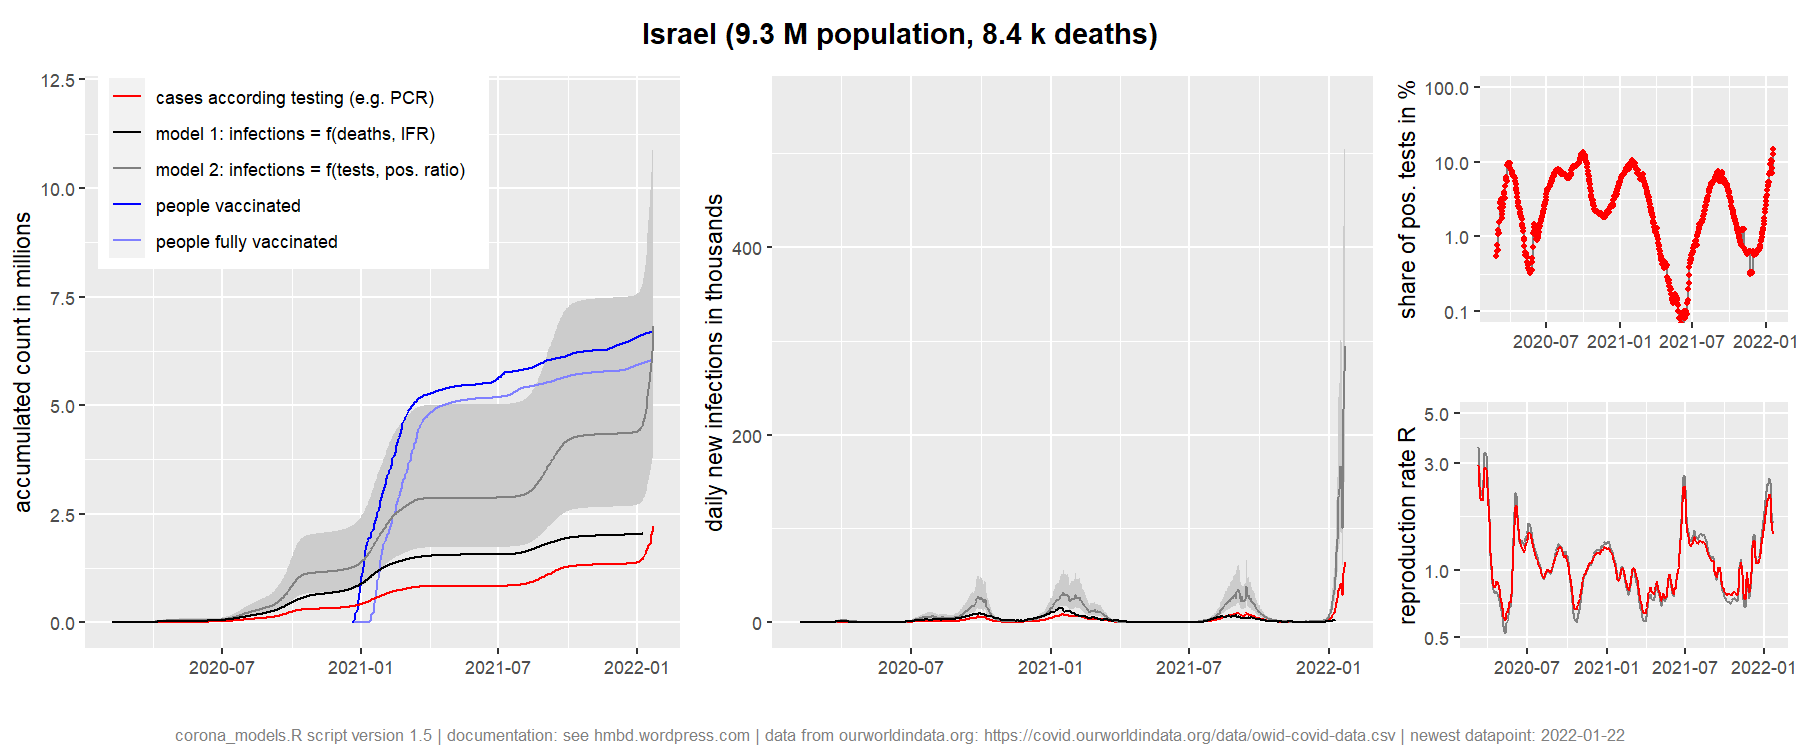 Israel (9.3 M population, 8.4 k deaths)
accumulated count in millions
12.5
10.0
7.5
5.0
2.5
0.0
cases according testing (e.g. PCR)
model 1: infections = f(deaths, IFR)
model 2: infections = f(tests, pos. ratio)
people vaccinated
people fully vaccinated
2020-07 2021-01 2021-07 2022-01
daily new infections in thousands
400
200
0
2020-07 2021-01 2021-07 2022-01
share of pos. tests in %
100.0
10.0
1.0
0.1
2020-07 2021-01 2021-07 2022-01
reproduction rate R
5.0
3.0
1.0
0.5
2020-07 2021-01 2021-07 2022-01
corona_models.R script version 1.5 | documentation: see hmbd.wordpress.com | data from ourworldindata.org: https://covid.ourworldindata.org/data/owid-covid-data.csv | newest datapoint: 2022-01-22